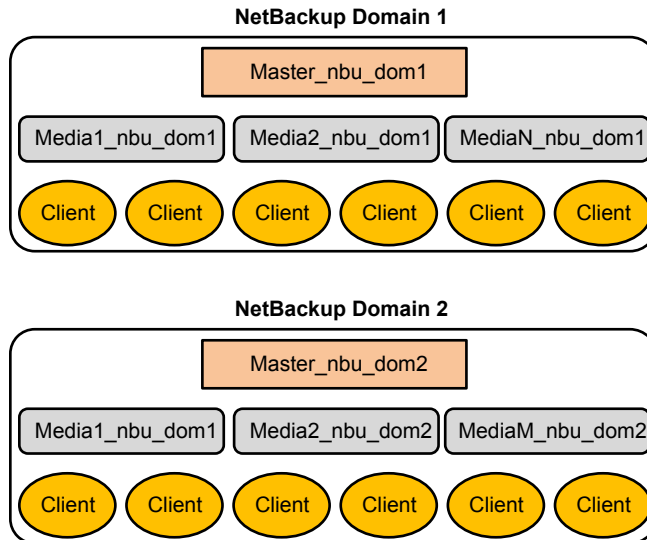 NetBackup Domain 1
Master_nbu_dom1
Media1_nbu_dom1 Media2_nbu_dom1 MediaN_nbu_dom1
Client Client Client Client Client Client
NetBackup Domain 2
Master_nbu_dom2
Media1_nbu_dom1 Media2_nbu_dom2 MediaM_nbu_dom2
Client Client Client Client Client Client